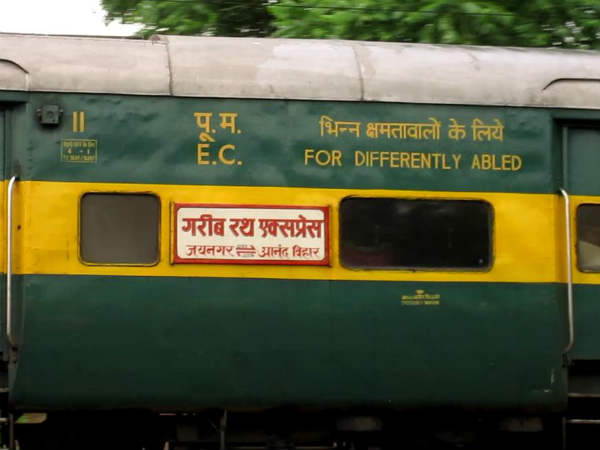 II
पू. म.
E.C.
भिन्न क्षमतावालों के लिये
FOR DIFFERENTLY ABLED
गरीब रथ एक्सप्रेस
जयनगर आनंद विहार